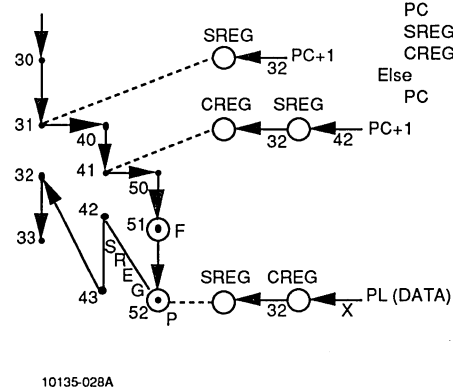 PC
SREG
CREG
Else
PC
SREG
30
PC+1
32
31
CREG SREG
40
32 42 PC+1
32
41
50
42
51 F
33
SREG
SREG CREG
43
52 P
32 X PL (DATA)
10135-028A